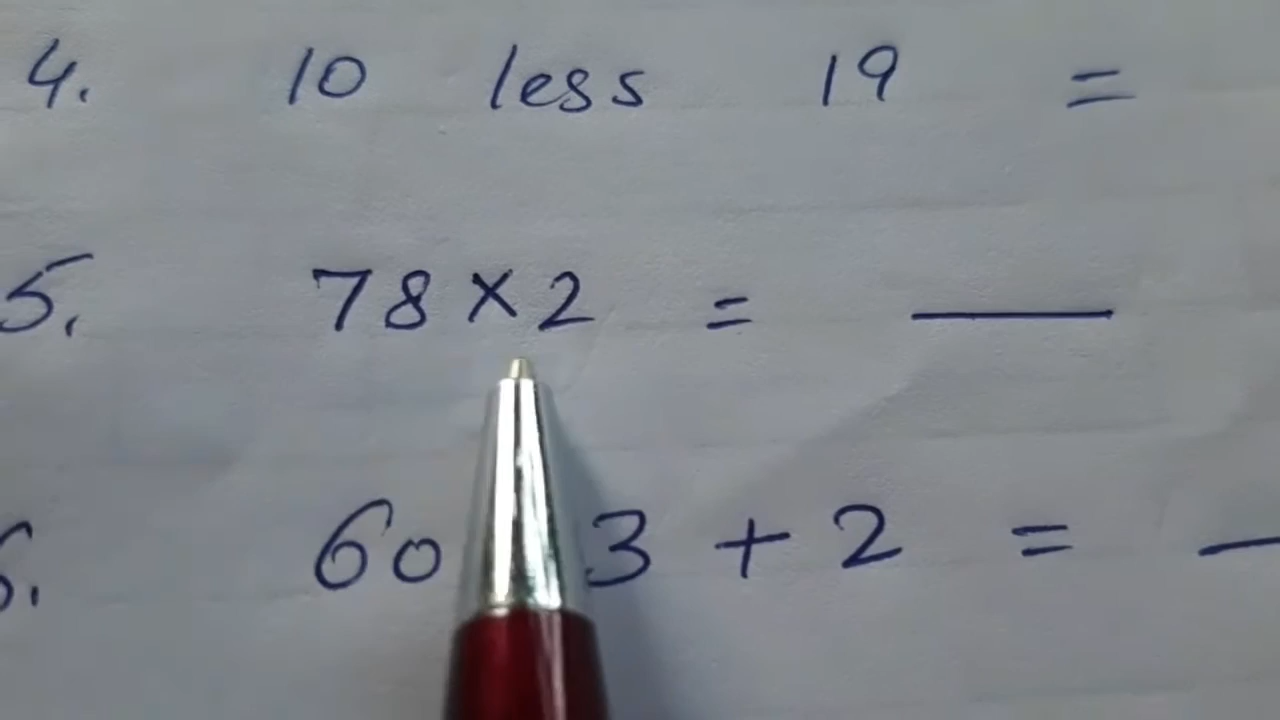 4. 10 less 19 =
5. 78 × 2 = ____
6. 60 3 + 2 = __